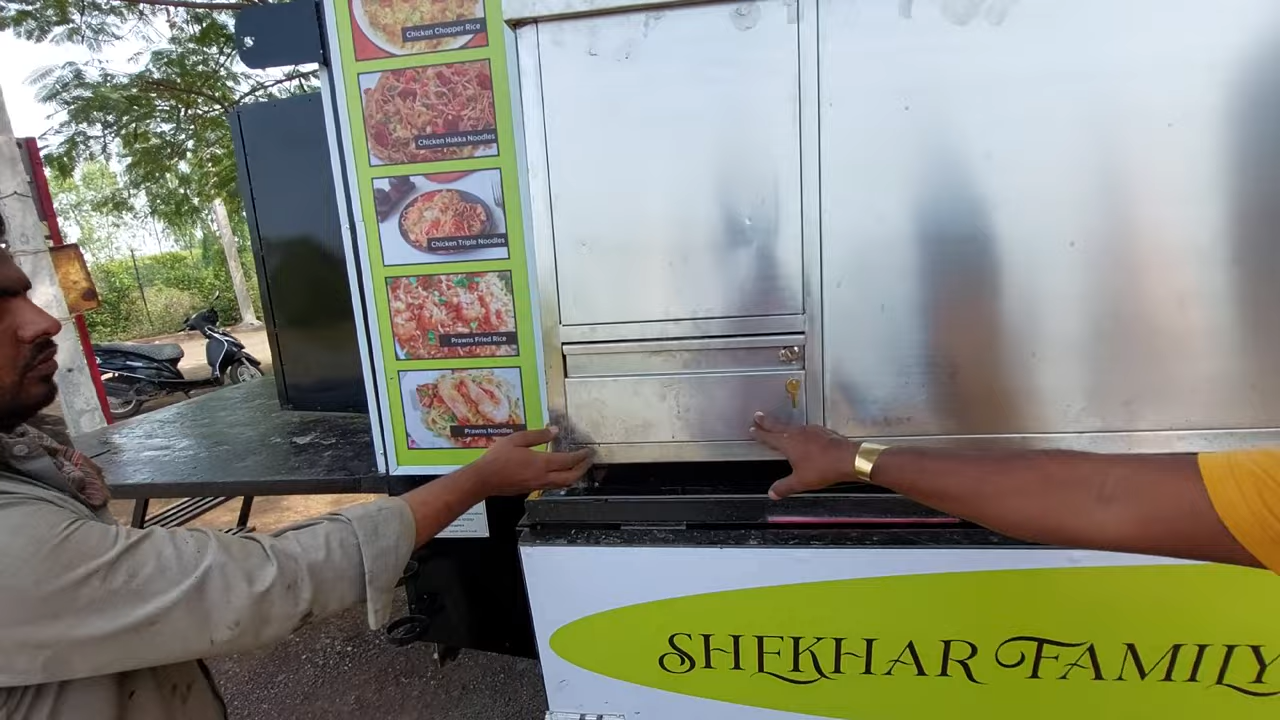 Chicken Chopper Rice
Chicken Hakka Noodles
Chicken Triple Noodles
Prawns Fried Rice
Prawns Noodles
SHEKHAR FAMILY